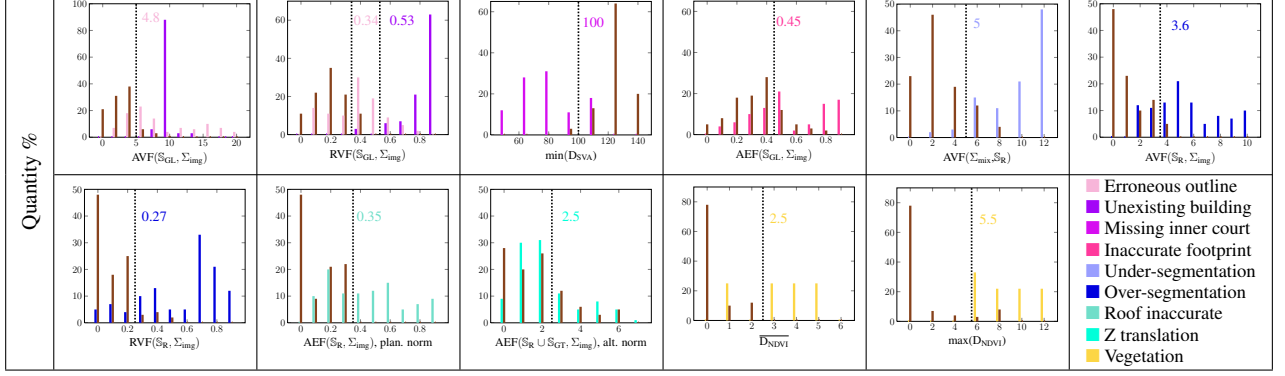 Quantity %
100
80
60
40
20
0
4.8
0 5 10 15 20
AVF(𝕊GL, Σimg)
70
60
50
40
30
20
10
0
0.34 0.53
0 0.2 0.4 0.6 0.8
RVF(𝕊GL, Σimg)
60
40
20
0
100
60 80 100 120 140
min(DSVA)
60
40
20
0
0.45
0 0.2 0.4 0.6 0.8
AEF(𝕊GL, Σimg)
50
40
30
20
10
0
5
0 2 4 6 8 10 12
AVF(Σmix, 𝕊R)
50
40
30
20
10
0
3.6
0 2 4 6 8 10
AVF(𝕊R, Σimg)
50
40
30
20
10
0
0.27
0 0.2 0.4 0.6 0.8
RVF(𝕊R, Σimg)
50
40
30
20
10
0
0.35
0 0.2 0.4 0.6 0.8
AEF(𝕊R, Σimg), plan. norm
50
40
30
20
10
0
2.5
0 2 4 6
AEF(𝕊R ∪ 𝕊GT, Σimg), alt. norm
80
60
40
20
0
2.5
0 1 2 3 4 5 6
DNDVI
80
60
40
20
0
5.5
0 2 4 6 8 10 12
max(DNDVI)
Erroneous outline
Unexisting building
Missing inner court
Inaccurate footprint
Under-segmentation
Over-segmentation
Roof inaccurate
Z translation
Vegetation